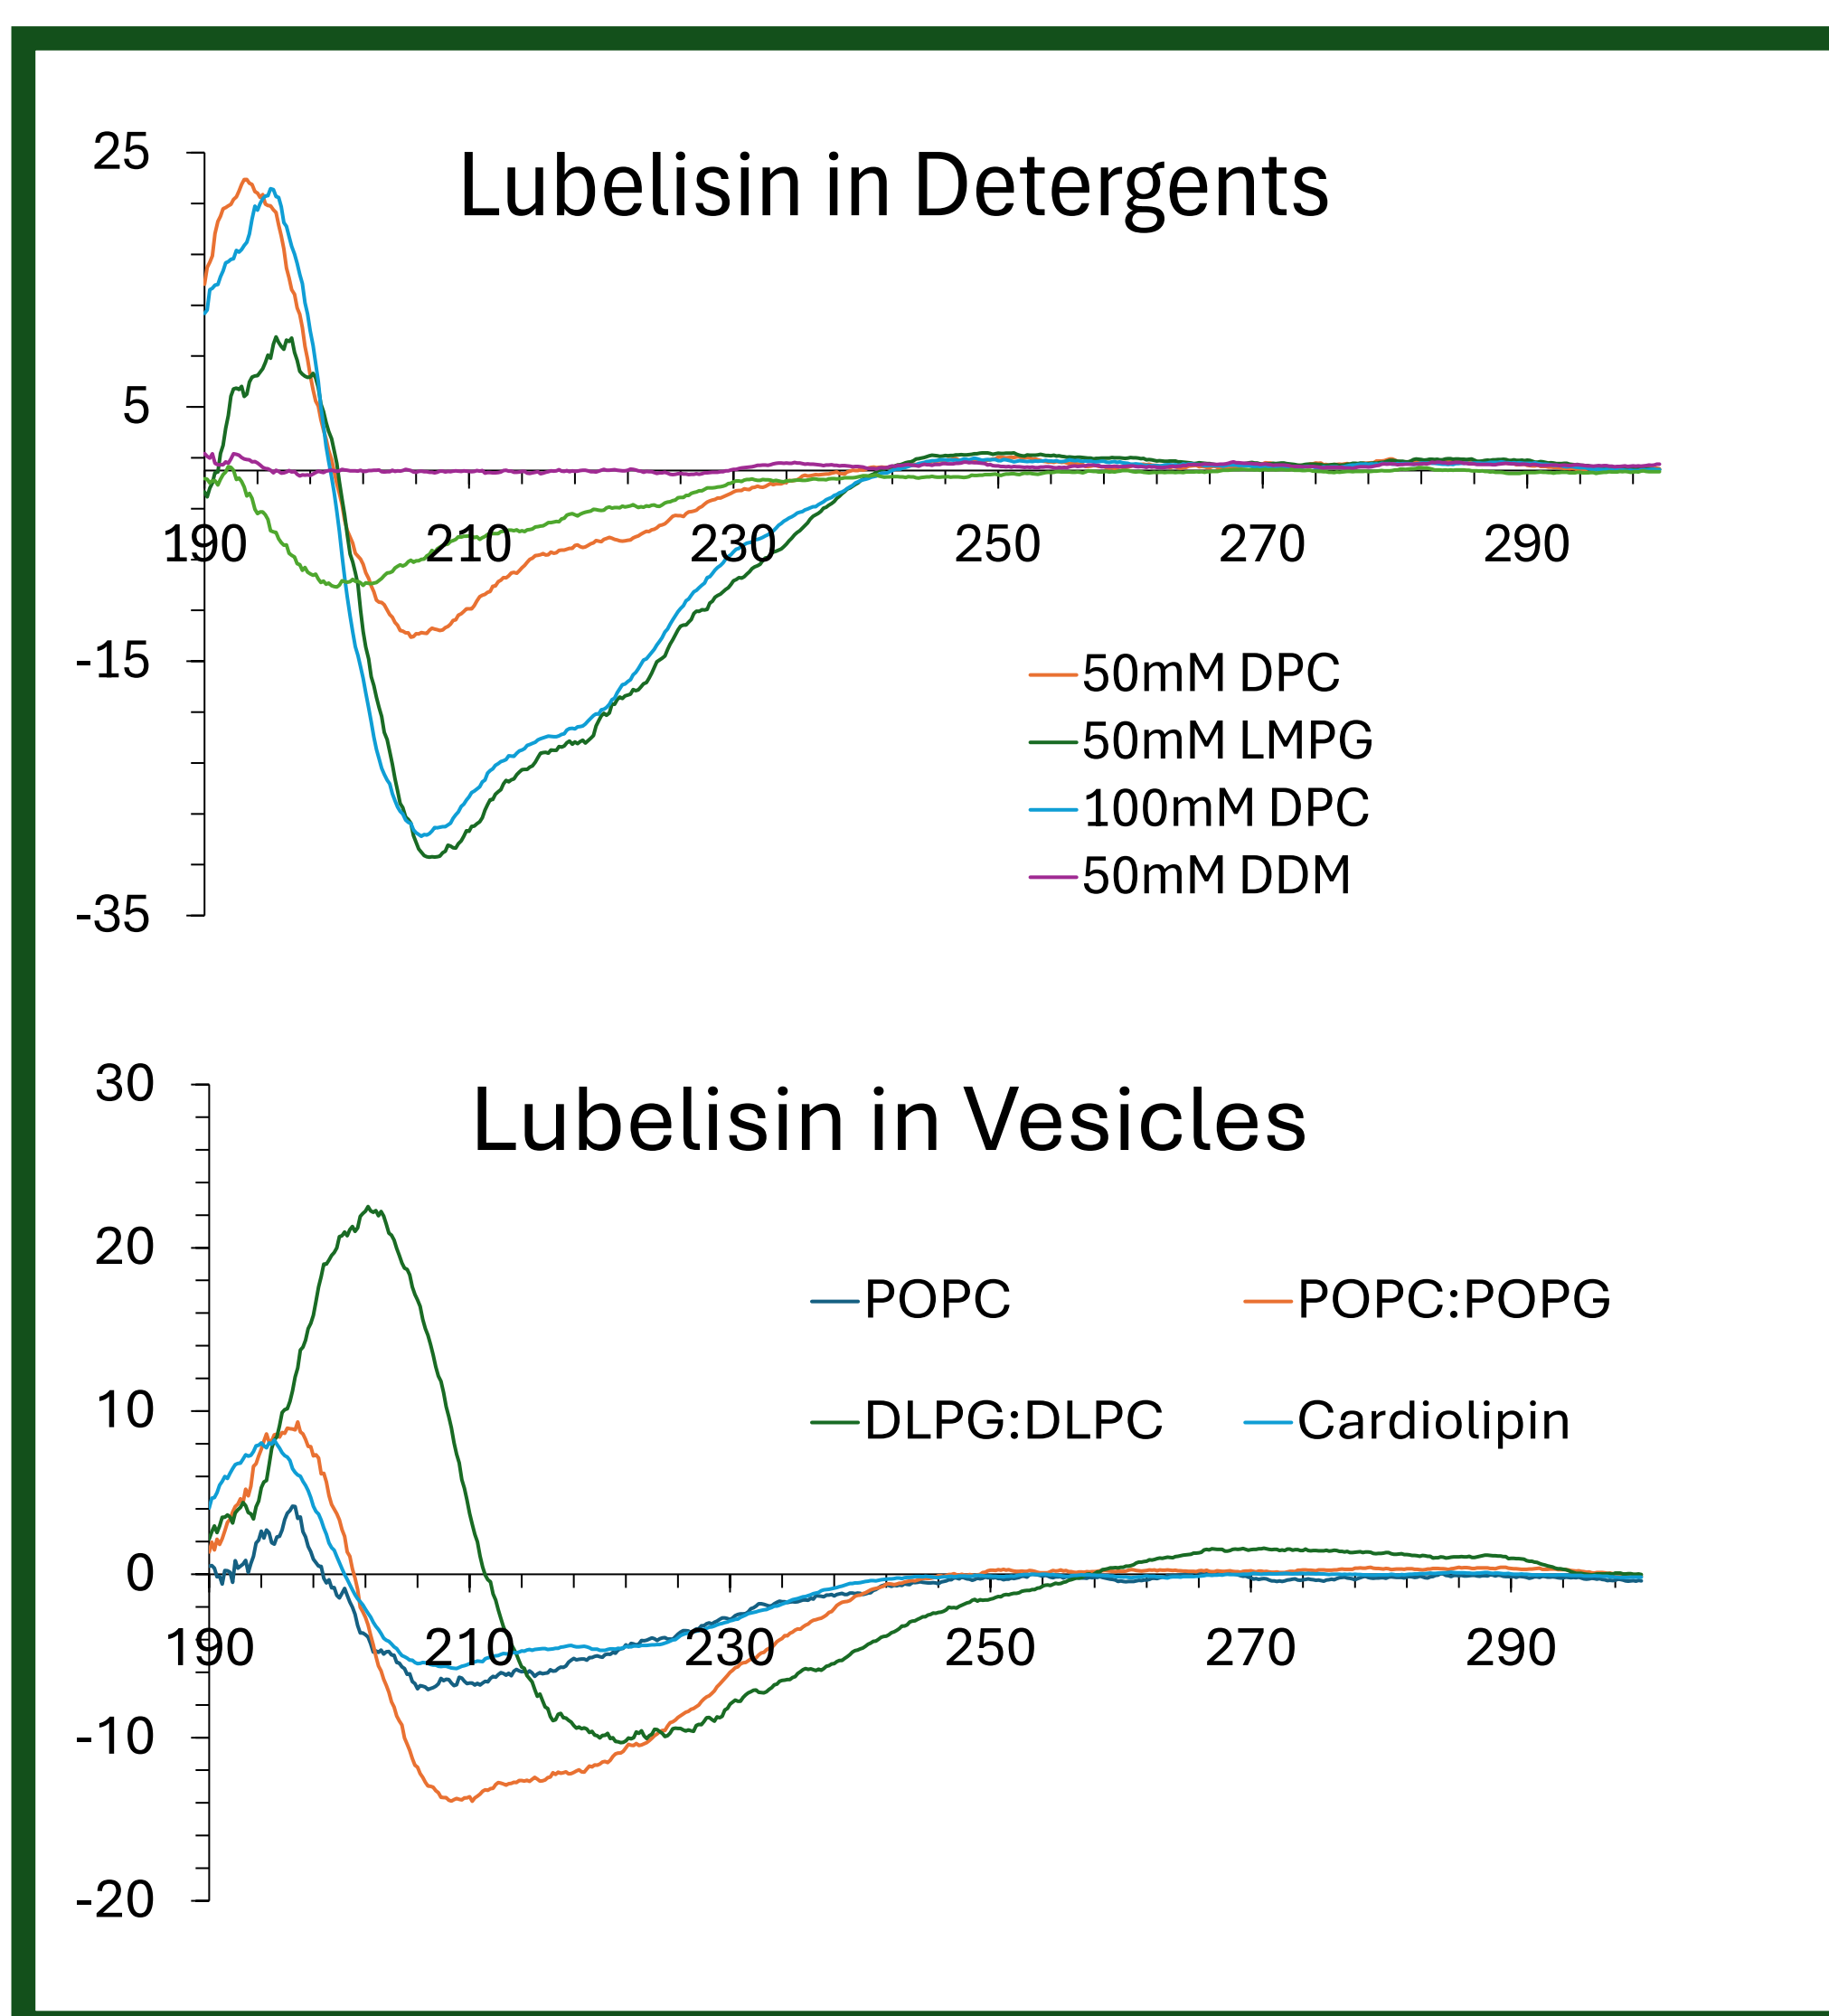 Lubelisin in Detergents
25
5
-15
-35
190 210 230 250 270 290
50mM DPC
50mM LMPG
100mM DPC
50mM DDM
Lubelisin in Vesicles
30
20
10
0
-10
-20
190 210 230 250 270 290
POPC POPC:POPG
DLPG:DLPC Cardiolipin